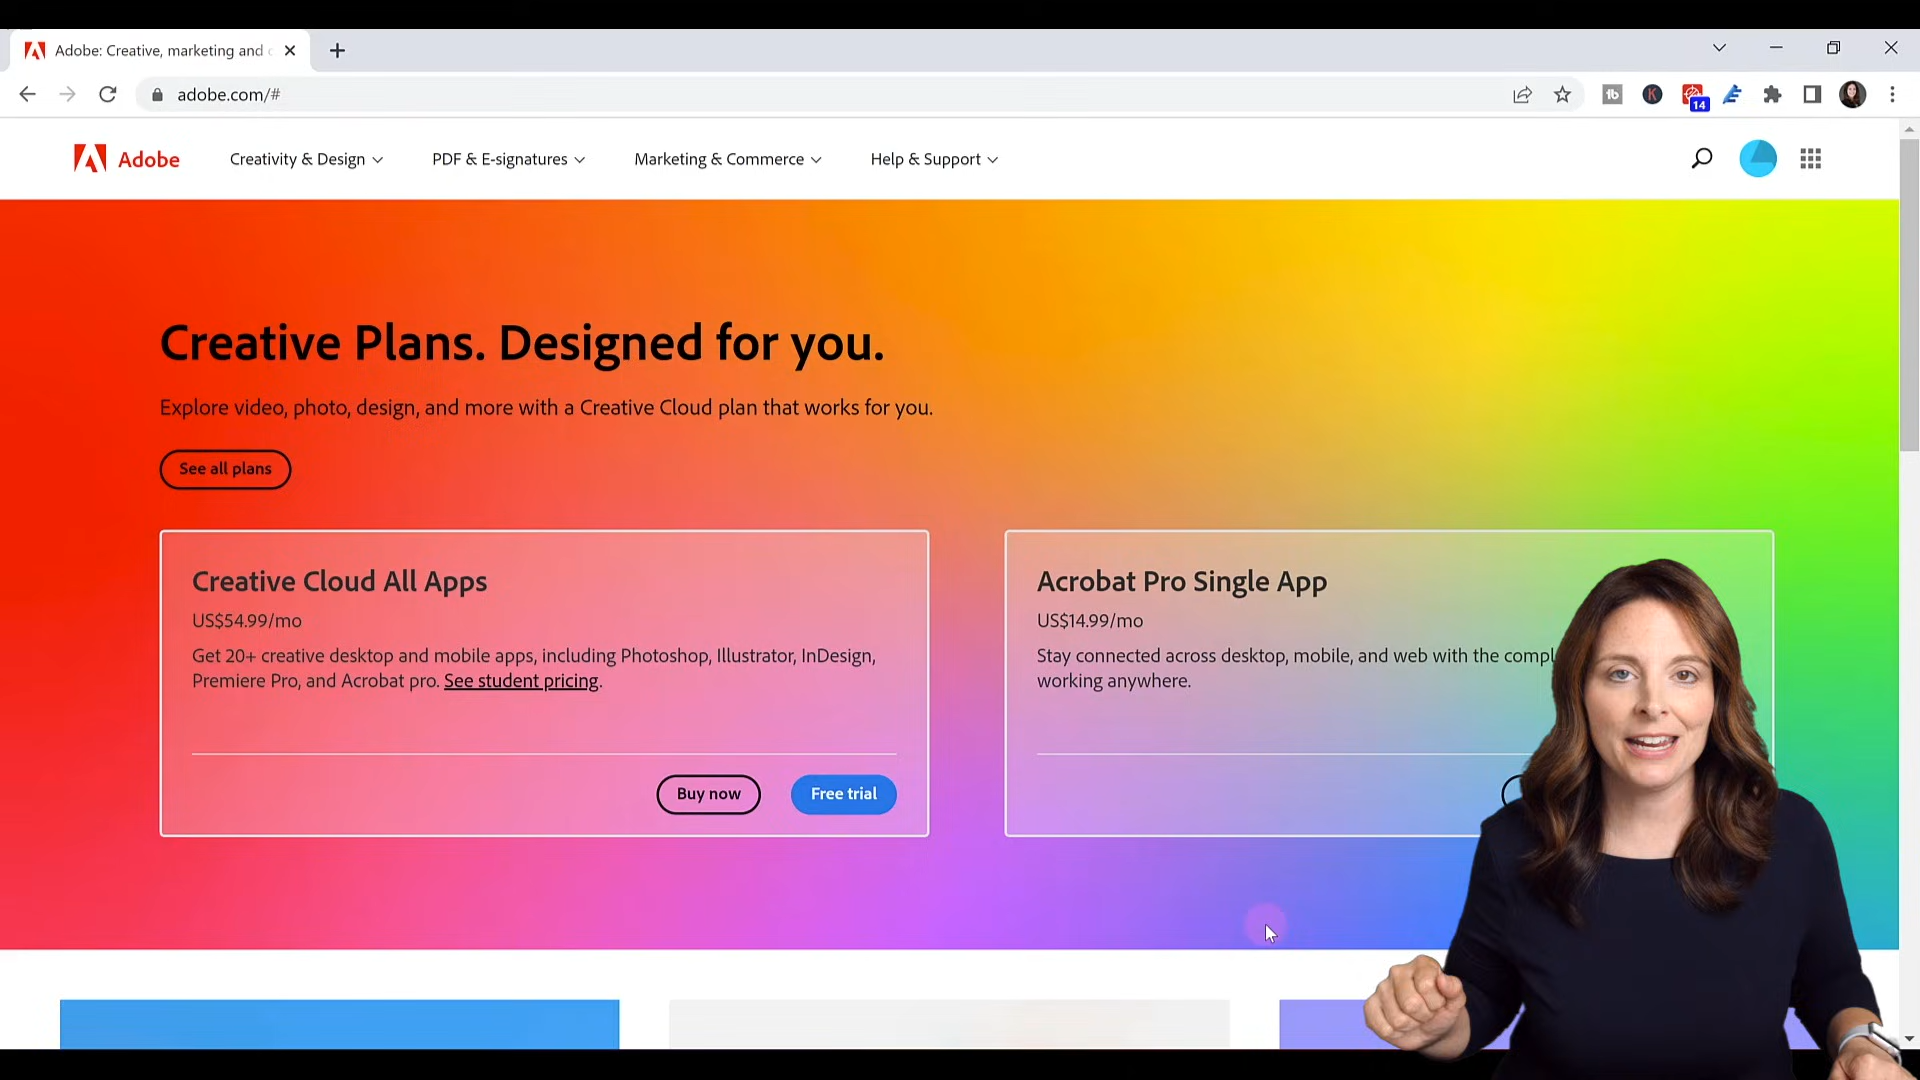 Adobe: Creative, marketing and
adobe.com/#
14
Adobe
Creativity & Design
PDF & E-signatures
Marketing & Commerce
Help & Support
Creative Plans. Designed for you.
Explore video, photo, design, and more with a Creative Cloud plan that works for you.
See all plans
Creative Cloud All Apps
US$54.99/mo
Get 20+ creative desktop and mobile apps, including Photoshop, Illustrator, InDesign,
Premiere Pro, and Acrobat pro. See student pricing.
Buy now
Free trial
Acrobat Pro Single App
US$14.99/mo
Stay connected across desktop, mobile, and web with the compl
working anywhere.